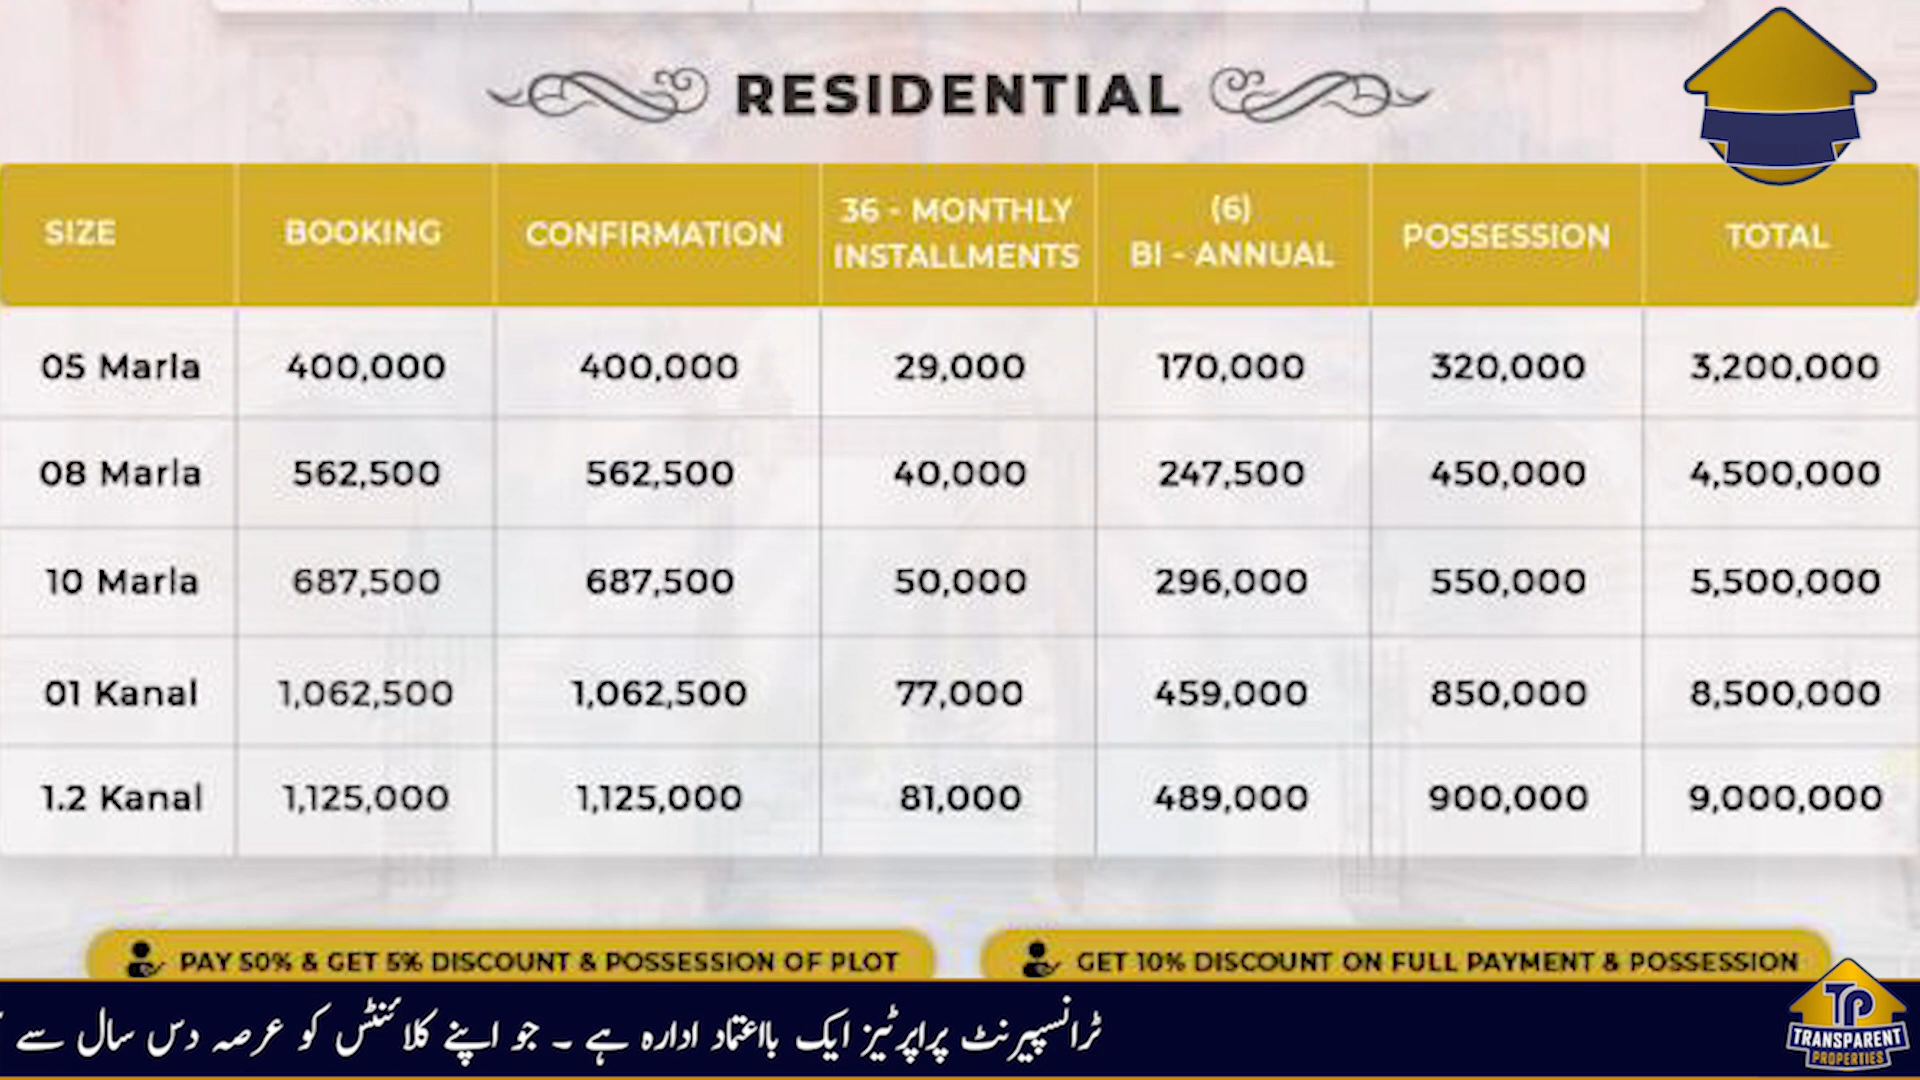 RESIDENTIAL
SIZE BOOKING CONFIRMATION 36 - MONTHLY INSTALLMENTS (6) BI - ANNUAL POSSESSION TOTAL
05 Marla 400,000 400,000 29,000 170,000 320,000 3,200,000
08 Marla 562,500 562,500 40,000 247,500 450,000 4,500,000
10 Marla 687,500 687,500 50,000 296,000 550,000 5,500,000
01 Kanal 1,062,500 1,062,500 77,000 459,000 850,000 8,500,000
1.2 Kanal 1,125,000 1,125,000 81,000 489,000 900,000 9,000,000
PAY 50% & GET 5% DISCOUNT & POSSESSION OF PLOT
GET 10% DISCOUNT ON FULL PAYMENT & POSSESSION
ٹرانسپیرنٹ پراپرٹیز ایک بااعتماد ادارہ ہے ۔ جو اپنے کلائنٹس کو عرصہ دس سال سے
TP
TRANSPARENT
PROPERTIES